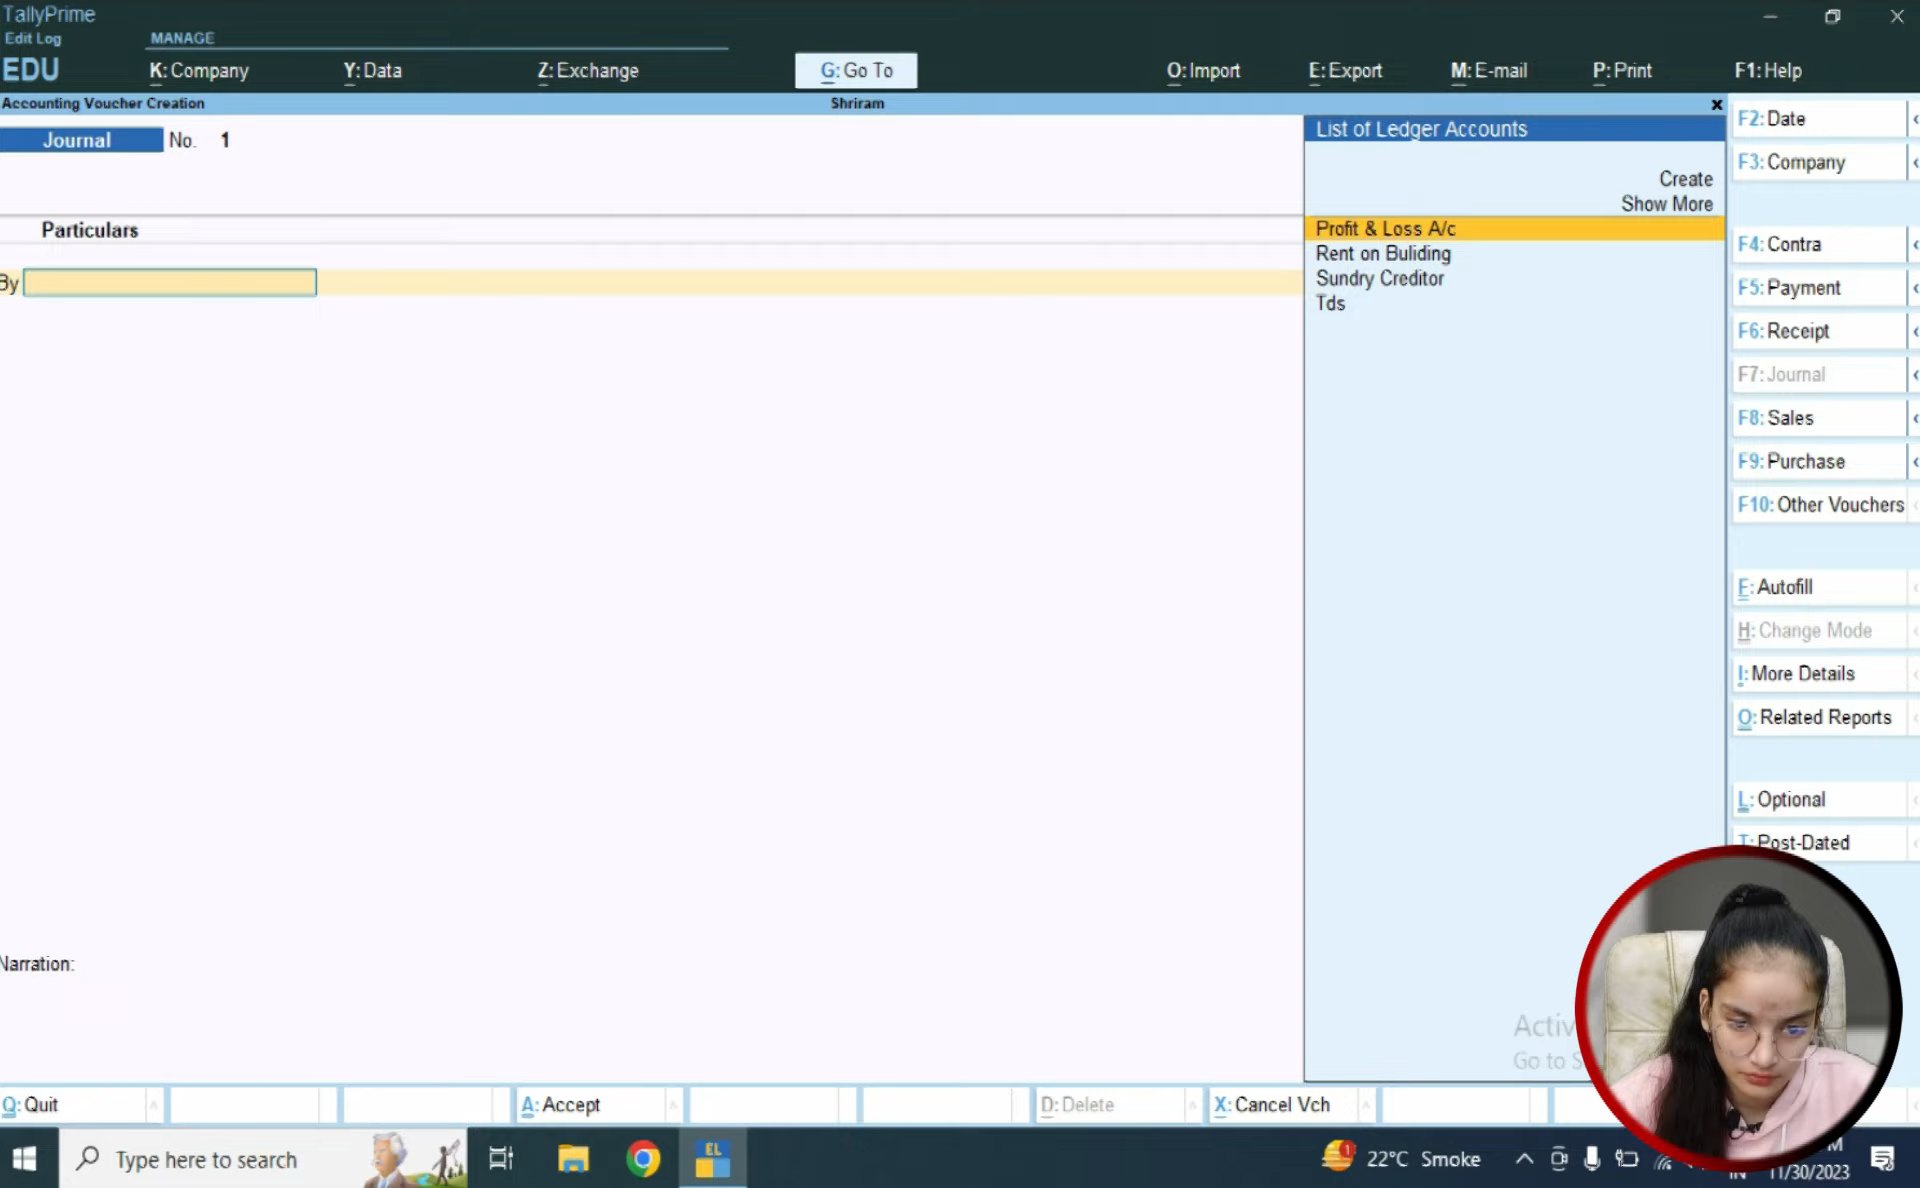 TallyPrime
Edit Log
EDU
MANAGE
K: Company
Y: Data
Z: Exchange
G: Go To
O: Import
E: Export
M: E-mail
P: Print
F1: Help
Accounting Voucher Creation
Shriram
x
Journal No. 1
Particulars
By
Narration:
List of Ledger Accounts
Create
Show More
Profit & Loss A/c
Rent on Buliding
Sundry Creditor
Tds
F2: Date
F3: Company
F4: Contra
F5: Payment
F6: Receipt
F7: Journal
F8: Sales
F9: Purchase
F10: Other Vouchers
F: Autofill
H: Change Mode
I: More Details
O: Related Reports
L: Optional
T: Post-Dated
Go to
Q: Quit
A: Accept
D: Delete
X: Cancel Vch
Type here to search
EL
1
22°C Smoke
11/30/2023